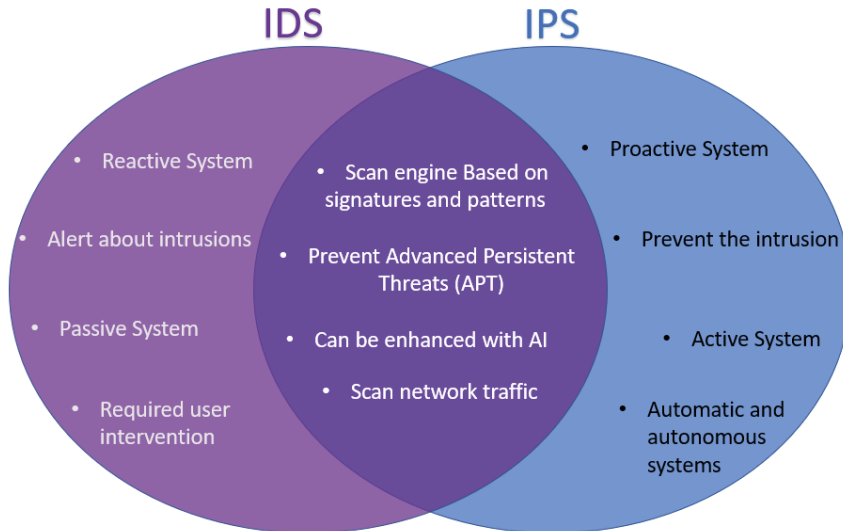 IDS
IPS
• Reactive System
• Alert about intrusions
• Passive System
• Required user
intervention
• Scan engine Based on
signatures and patterns
• Prevent Advanced Persistent
Threats (APT)
• Can be enhanced with AI
• Scan network traffic
• Proactive System
• Prevent the intrusion
• Active System
• Automatic and
autonomous
systems